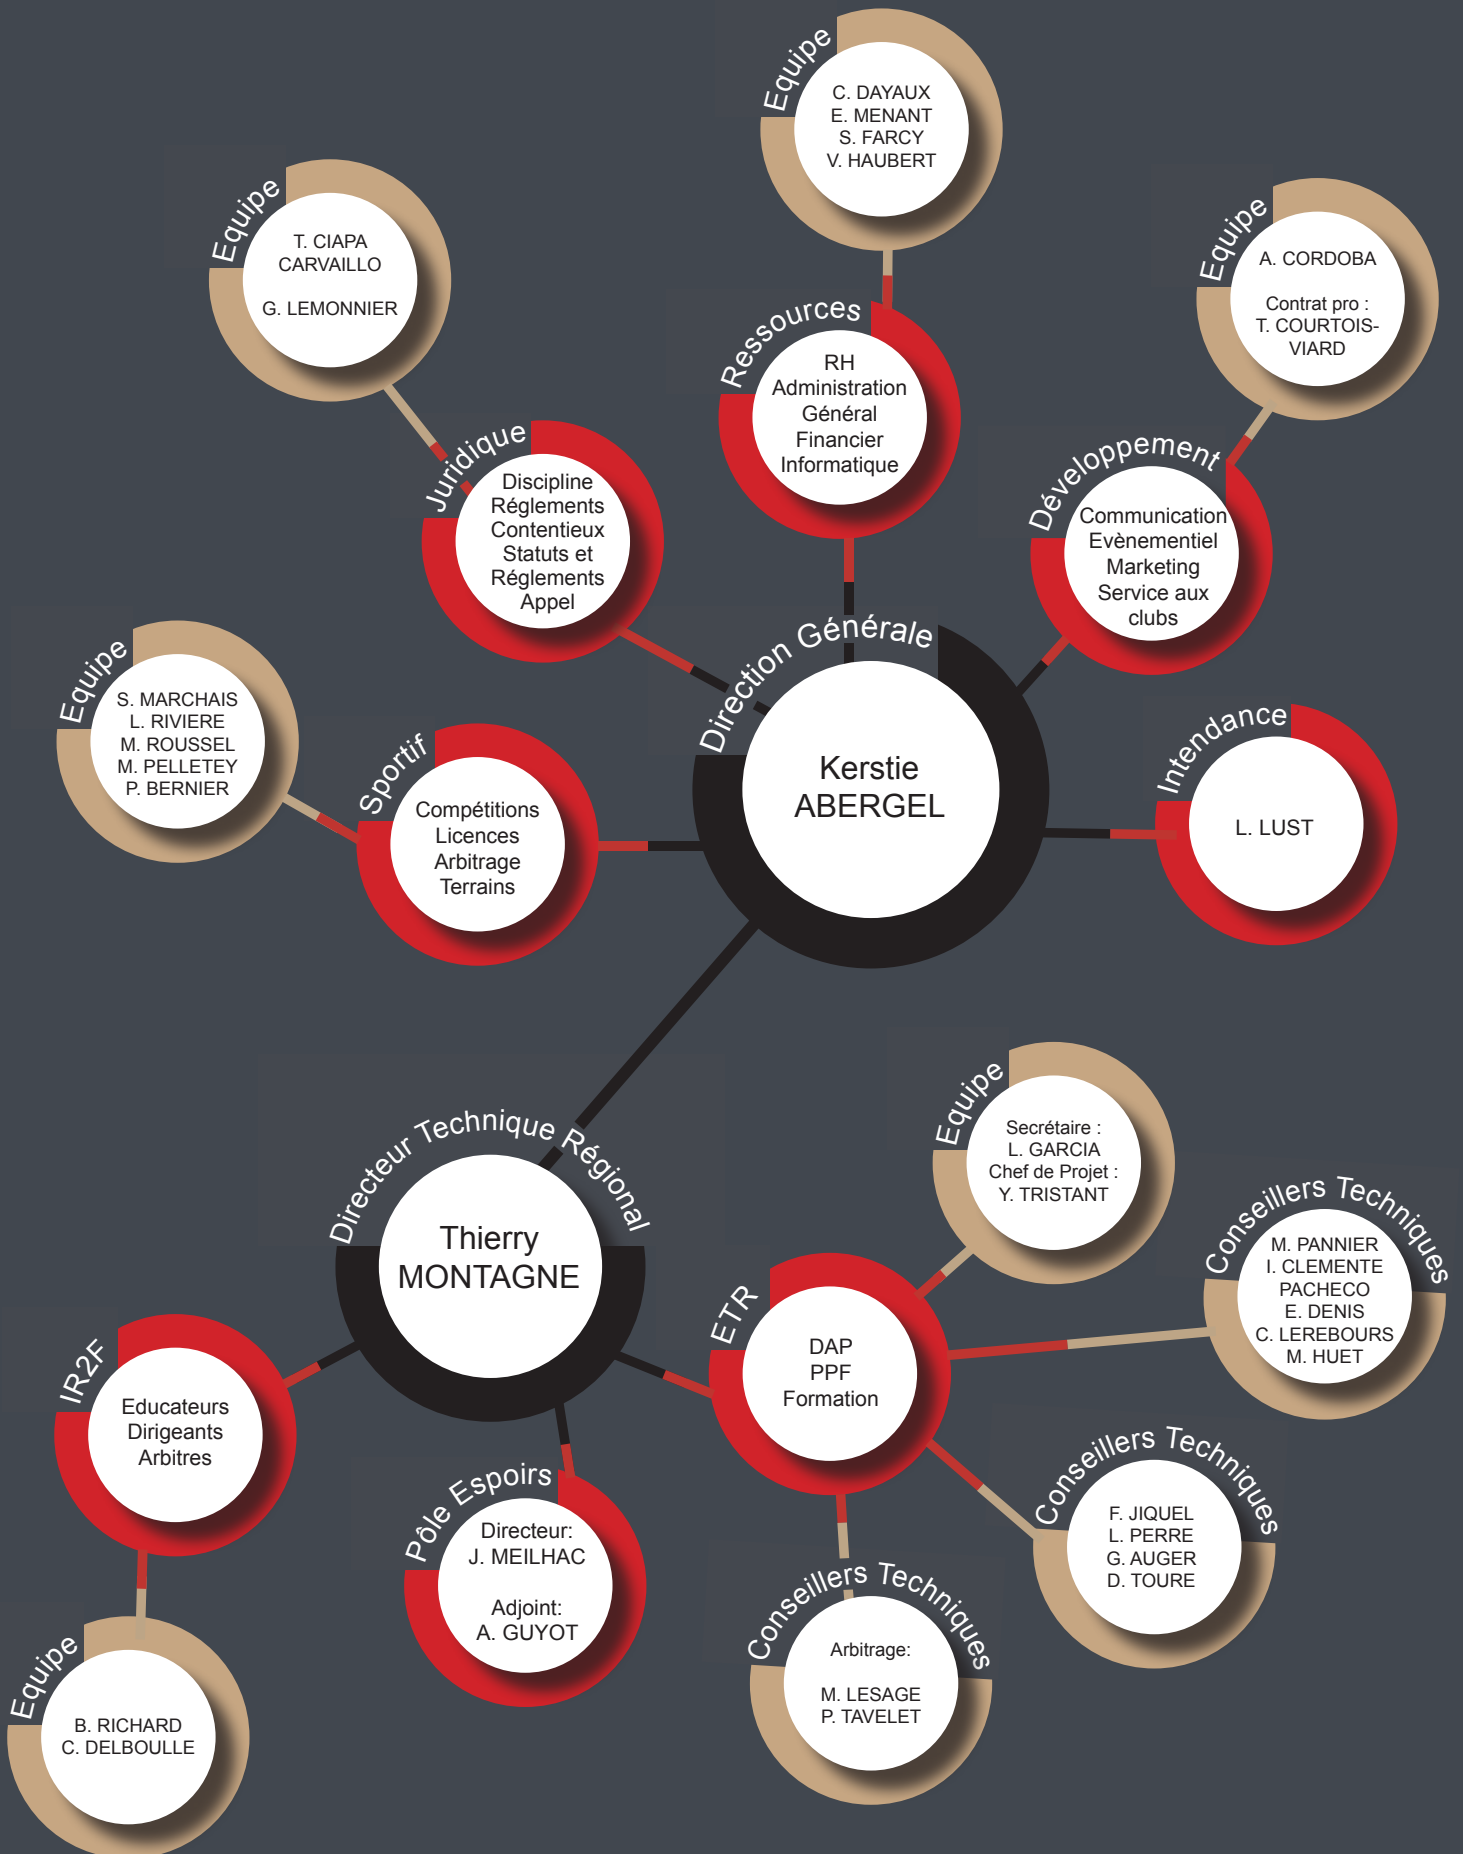 Equipe
C. DAYAUX
E. MENANT
S. FARCY
V. HAUBERT
Equipe
T. CIAPA
CARVAILLO
G. LEMONNIER
Equipe
A. CORDOBA
Contrat pro :
T. COURTOIS-
VIARD
Ressources
RH
Administration
Général
Financier
Informatique
Juridique
Discipline
Réglements
Contentieux
Statuts et
Réglements
Appel
Développement
Communication
Evènementiel
Marketing
Service aux
clubs
Equipe
S. MARCHAIS
L. RIVIERE
M. ROUSSEL
M. PELLETEY
P. BERNIER
Sportif
Compétitions
Licences
Arbitrage
Terrains
Direction Générale
Kerstie
ABERGEL
Intendance
L. LUST
Directeur Technique Régional
Thierry
MONTAGNE
Equipe
Secrétaire :
L. GARCIA
Chef de Projet :
Y. TRISTANT
Conseillers Techniques
M. PANNIER
I. CLEMENTE
PACHECO
E. DENIS
C. LEREBOURS
M. HUET
ETR
DAP
PPF
Formation
IR2F
Educateurs
Dirigeants
Arbitres
Pôle Espoirs
Directeur:
J. MEILHAC
Adjoint:
A. GUYOT
Conseillers Techniques
F. JIQUEL
L. PERRE
G. AUGER
D. TOURE
Conseillers Techniques
Arbitrage:
M. LESAGE
P. TAVELET
Equipe
B. RICHARD
C. DELBOULLE